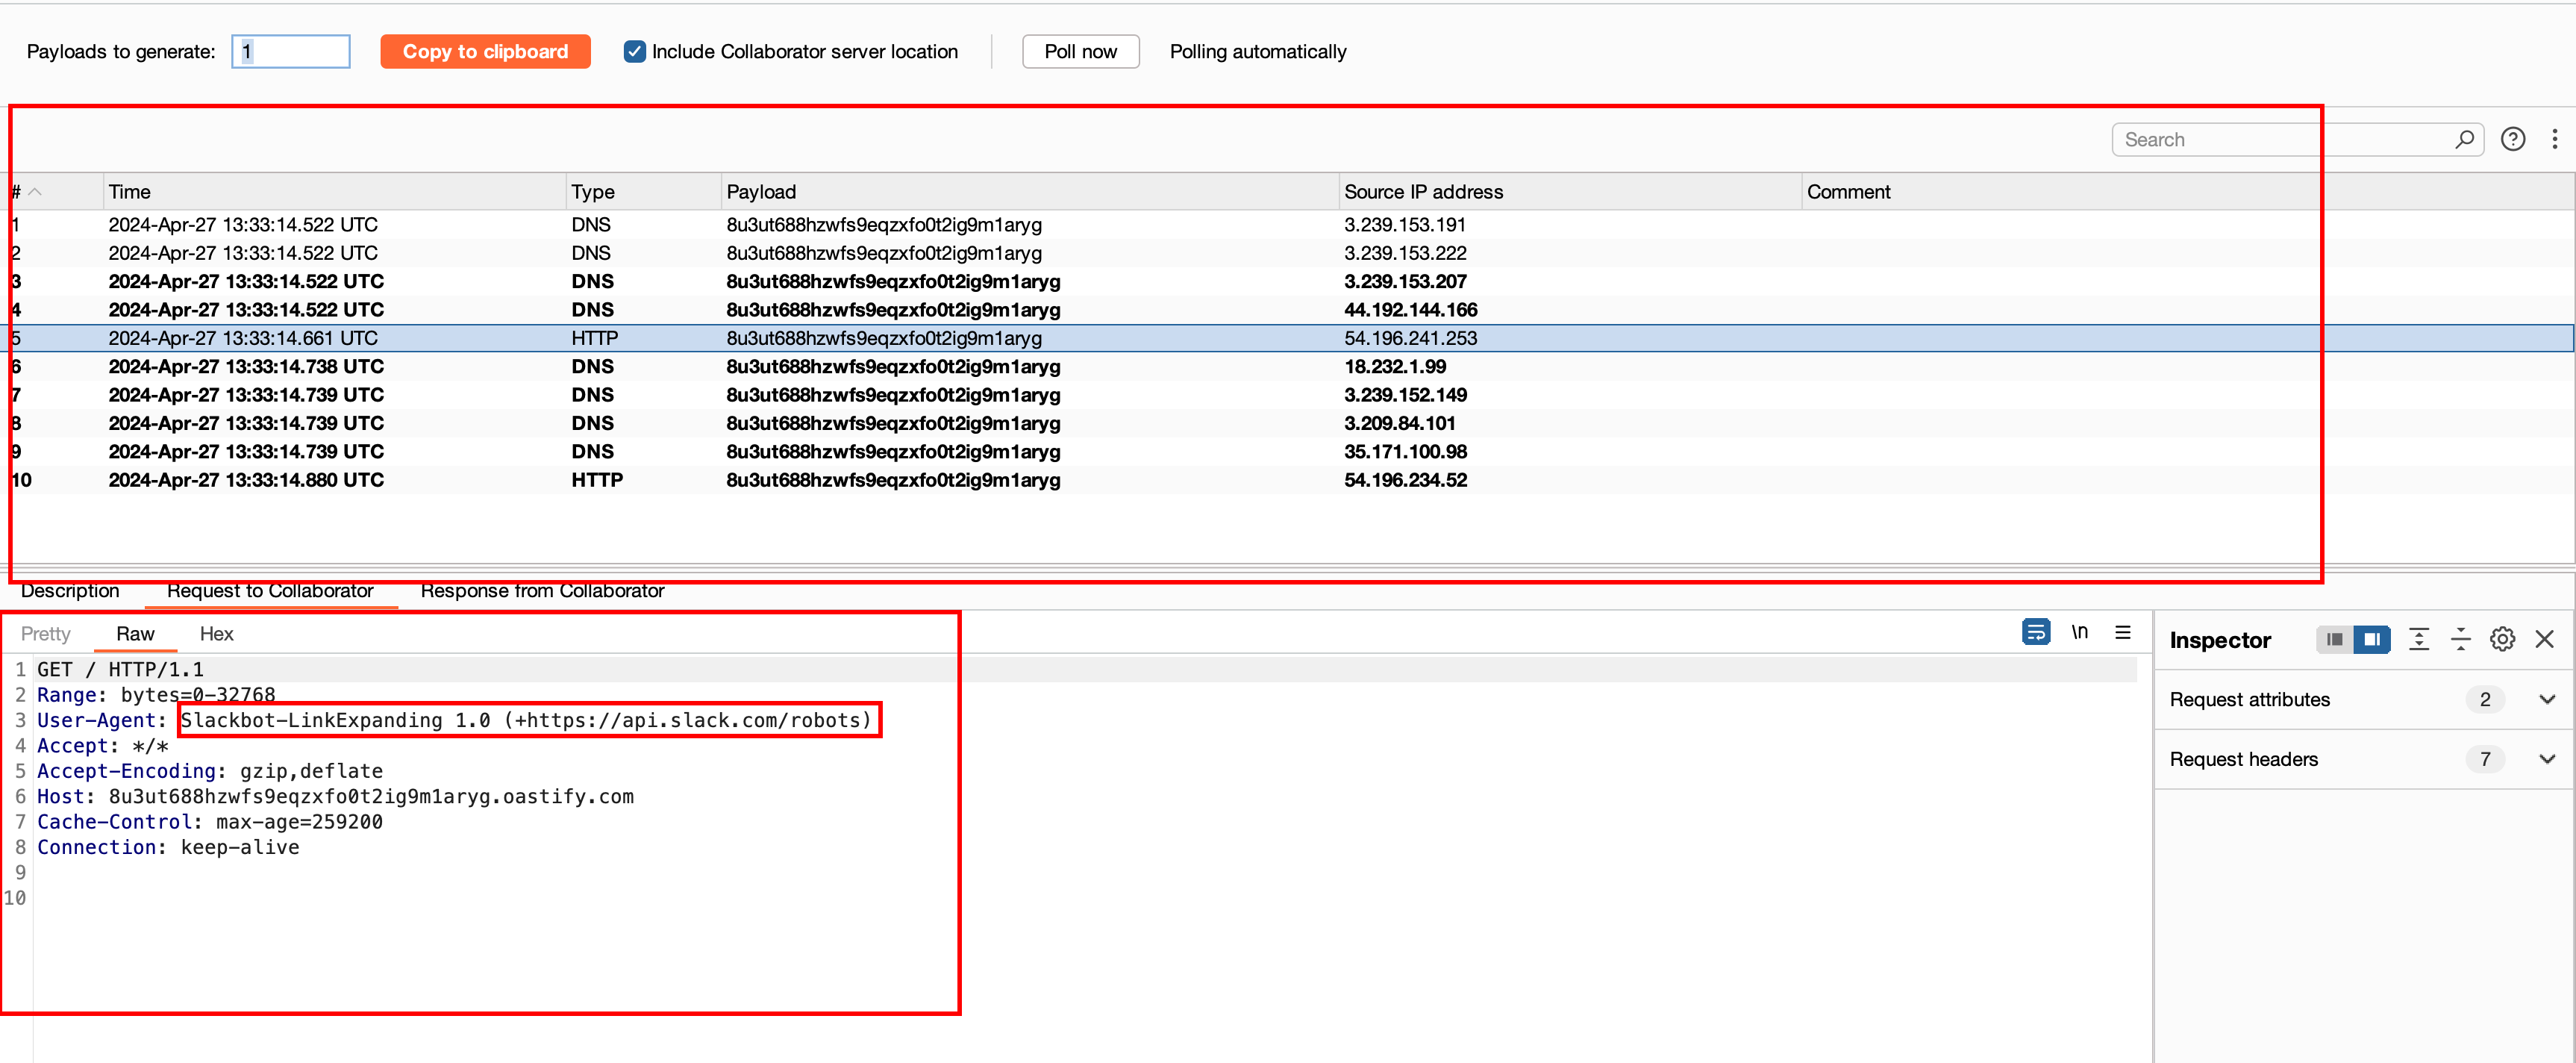 Payloads to generate: 1 Copy to clipboard Include Collaborator server location Poll now Polling automatically
Search
# Time Type Payload Source IP address Comment
1 2024-Apr-27 13:33:14.522 UTC DNS 8u3ut688hzwfs9eqzxfo0t2ig9m1aryg 3.239.153.191
2 2024-Apr-27 13:33:14.522 UTC DNS 8u3ut688hzwfs9eqzxfo0t2ig9m1aryg 3.239.153.222
3 2024-Apr-27 13:33:14.522 UTC DNS 8u3ut688hzwfs9eqzxfo0t2ig9m1aryg 3.239.153.207
4 2024-Apr-27 13:33:14.522 UTC DNS 8u3ut688hzwfs9eqzxfo0t2ig9m1aryg 44.192.144.166
5 2024-Apr-27 13:33:14.661 UTC HTTP 8u3ut688hzwfs9eqzxfo0t2ig9m1aryg 54.196.241.253
6 2024-Apr-27 13:33:14.738 UTC DNS 8u3ut688hzwfs9eqzxfo0t2ig9m1aryg 18.232.1.99
7 2024-Apr-27 13:33:14.739 UTC DNS 8u3ut688hzwfs9eqzxfo0t2ig9m1aryg 3.239.152.149
8 2024-Apr-27 13:33:14.739 UTC DNS 8u3ut688hzwfs9eqzxfo0t2ig9m1aryg 3.209.84.101
9 2024-Apr-27 13:33:14.739 UTC DNS 8u3ut688hzwfs9eqzxfo0t2ig9m1aryg 35.171.100.98
10 2024-Apr-27 13:33:14.880 UTC HTTP 8u3ut688hzwfs9eqzxfo0t2ig9m1aryg 54.196.234.52
Description Request to Collaborator Response from Collaborator
Pretty Raw Hex \n
1 GET / HTTP/1.1
2 Range: bytes=0-32768
3 User-Agent: Slackbot-LinkExpanding 1.0 (+https://api.slack.com/robots)
4 Accept: */*
5 Accept-Encoding: gzip,deflate
6 Host: 8u3ut688hzwfs9eqzxfo0t2ig9m1aryg.oastify.com
7 Cache-Control: max-age=259200
8 Connection: keep-alive
9
10
Inspector
Request attributes 2
Request headers 7